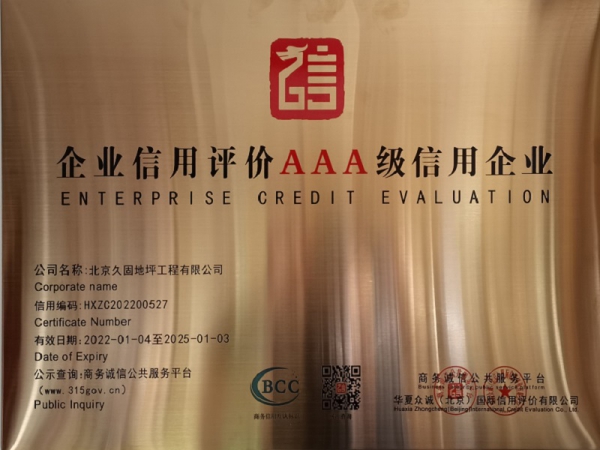 信
企业信用评价AAA级信用企业
ENTERPRISE CREDIT EVALUATION
公司名称:北京久固地坪工程有限公司
Corporate name
信用编码:HXZC202200527
Certificate Number
有效日期:2022-01-04至2025-01-03
Date of Expiry
公示查询:商务诚信公共服务平台
(www.315gov.cn)
Public Inquiry
BCC
商务诚信公共服务平台
华夏众诚(北京)国际信用评价有限公司
Huaxia Zhongcheng(Beijing)International Credit Evaluation Co., Ltd.